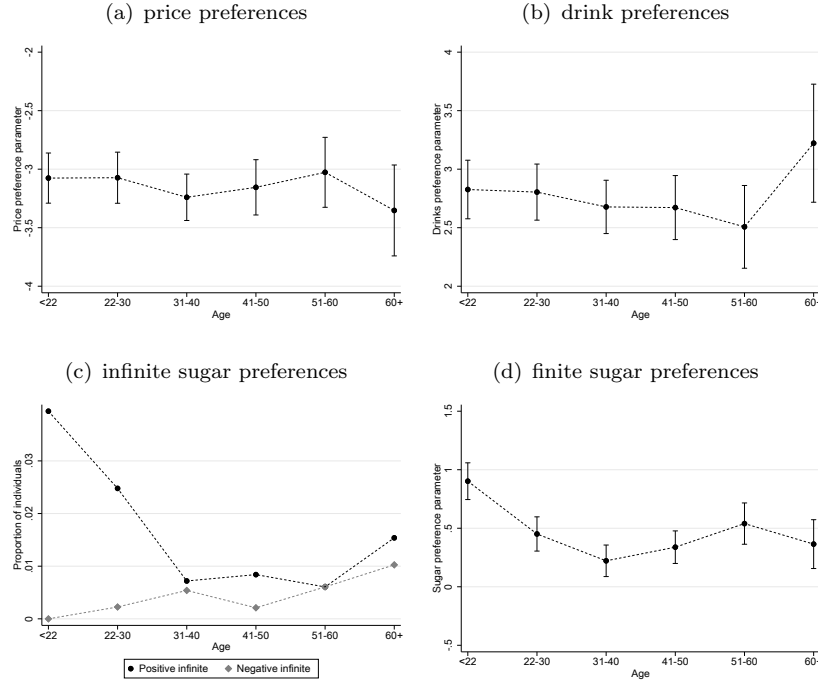 (a) price preferences
Price preference parameter
-2
-2.5
-3
-3.5
-4
<22 22-30 31-40 41-50 51-60 60+
Age
(b) drink preferences
Drinks preference parameter
4
3.5
3
2.5
2
<22 22-30 31-40 41-50 51-60 60+
Age
(c) infinite sugar preferences
Proportion of individuals
.03
.02
.01
0
<22 22-30 31-40 41-50 51-60 60+
Age
Positive infinite Negative infinite
(d) finite sugar preferences
Sugar preference parameter
1.5
1
.5
0
-.5
<22 22-30 31-40 41-50 51-60 60+
Age